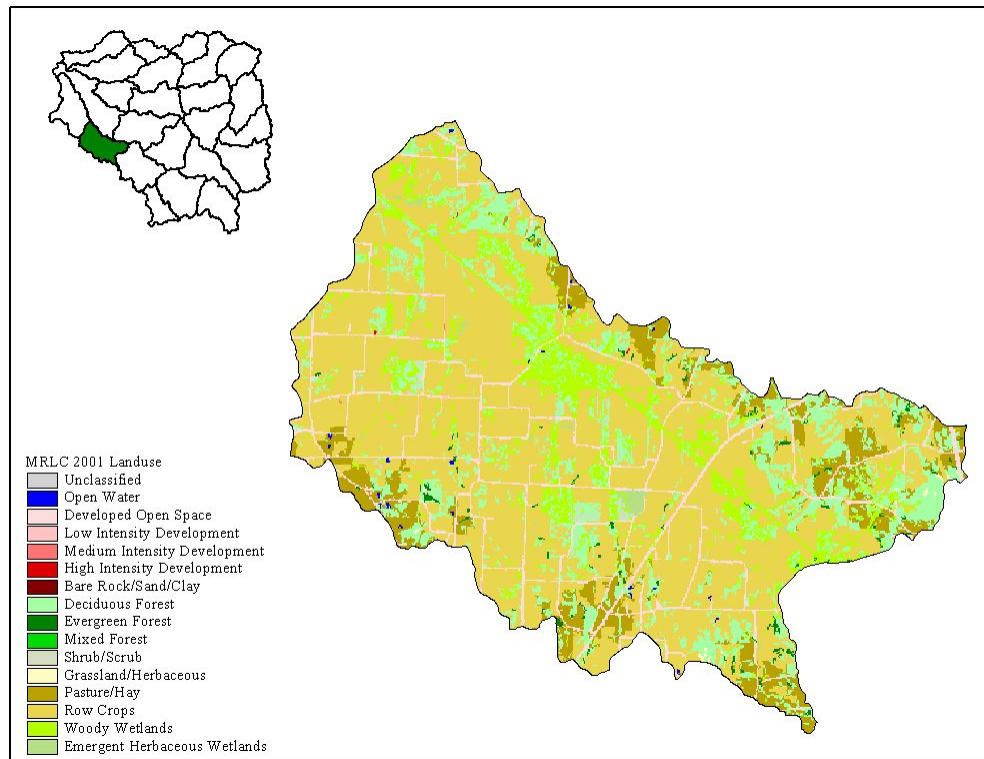 MRLC 2001 Landuse
Unclassified
Open Water
Developed Open Space
Low Intensity Development
Medium Intensity Development
High Intensity Development
Bare Rock/Sand/Clay
Deciduous Forest
Evergreen Forest
Mixed Forest
Shrub/Scrub
Grassland/Herbaceous
Pasture/Hay
Row Crops
Woody Wetlands
Emergent Herbaceous Wetlands